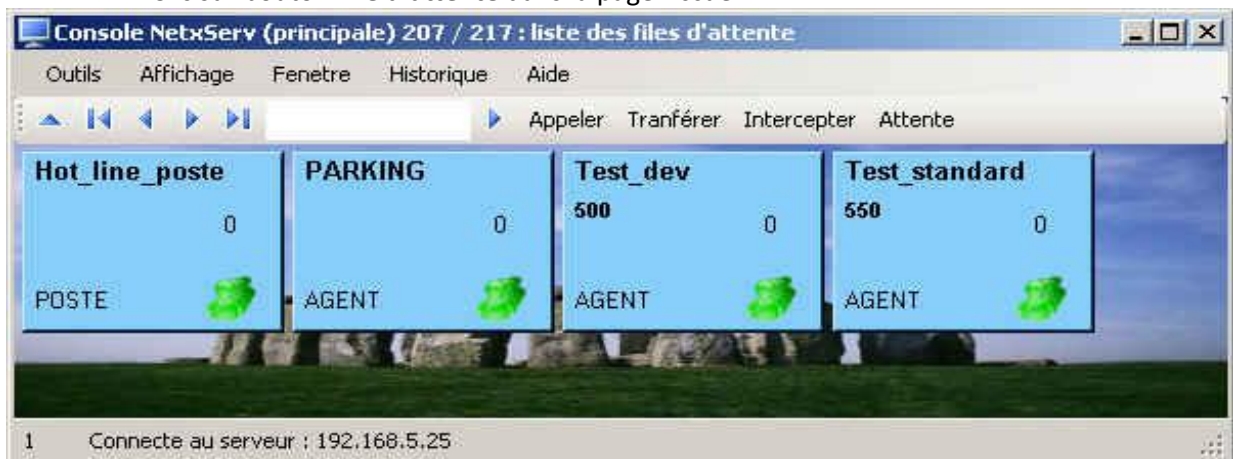 Console NetxServ (principale) 207 / 217 : liste des files d'attente
Outils Affichage Fenetre Historique Aide
Appeler Tranférer Intercepter Attente
Hot_line_poste
0
POSTE
PARKING
0
AGENT
Test_dev
500
0
AGENT
Test_standard
550
0
AGENT
1 Connecte au serveur : 192.168.5.25